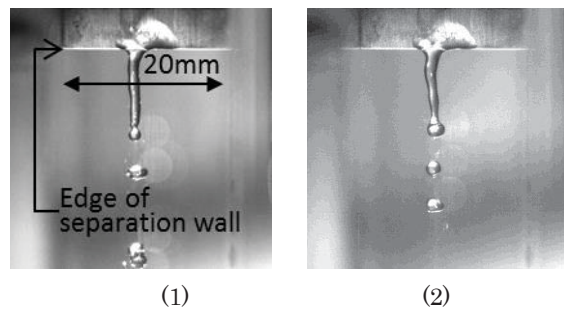 20mm
Edge of
separation wall
(1)
(2)